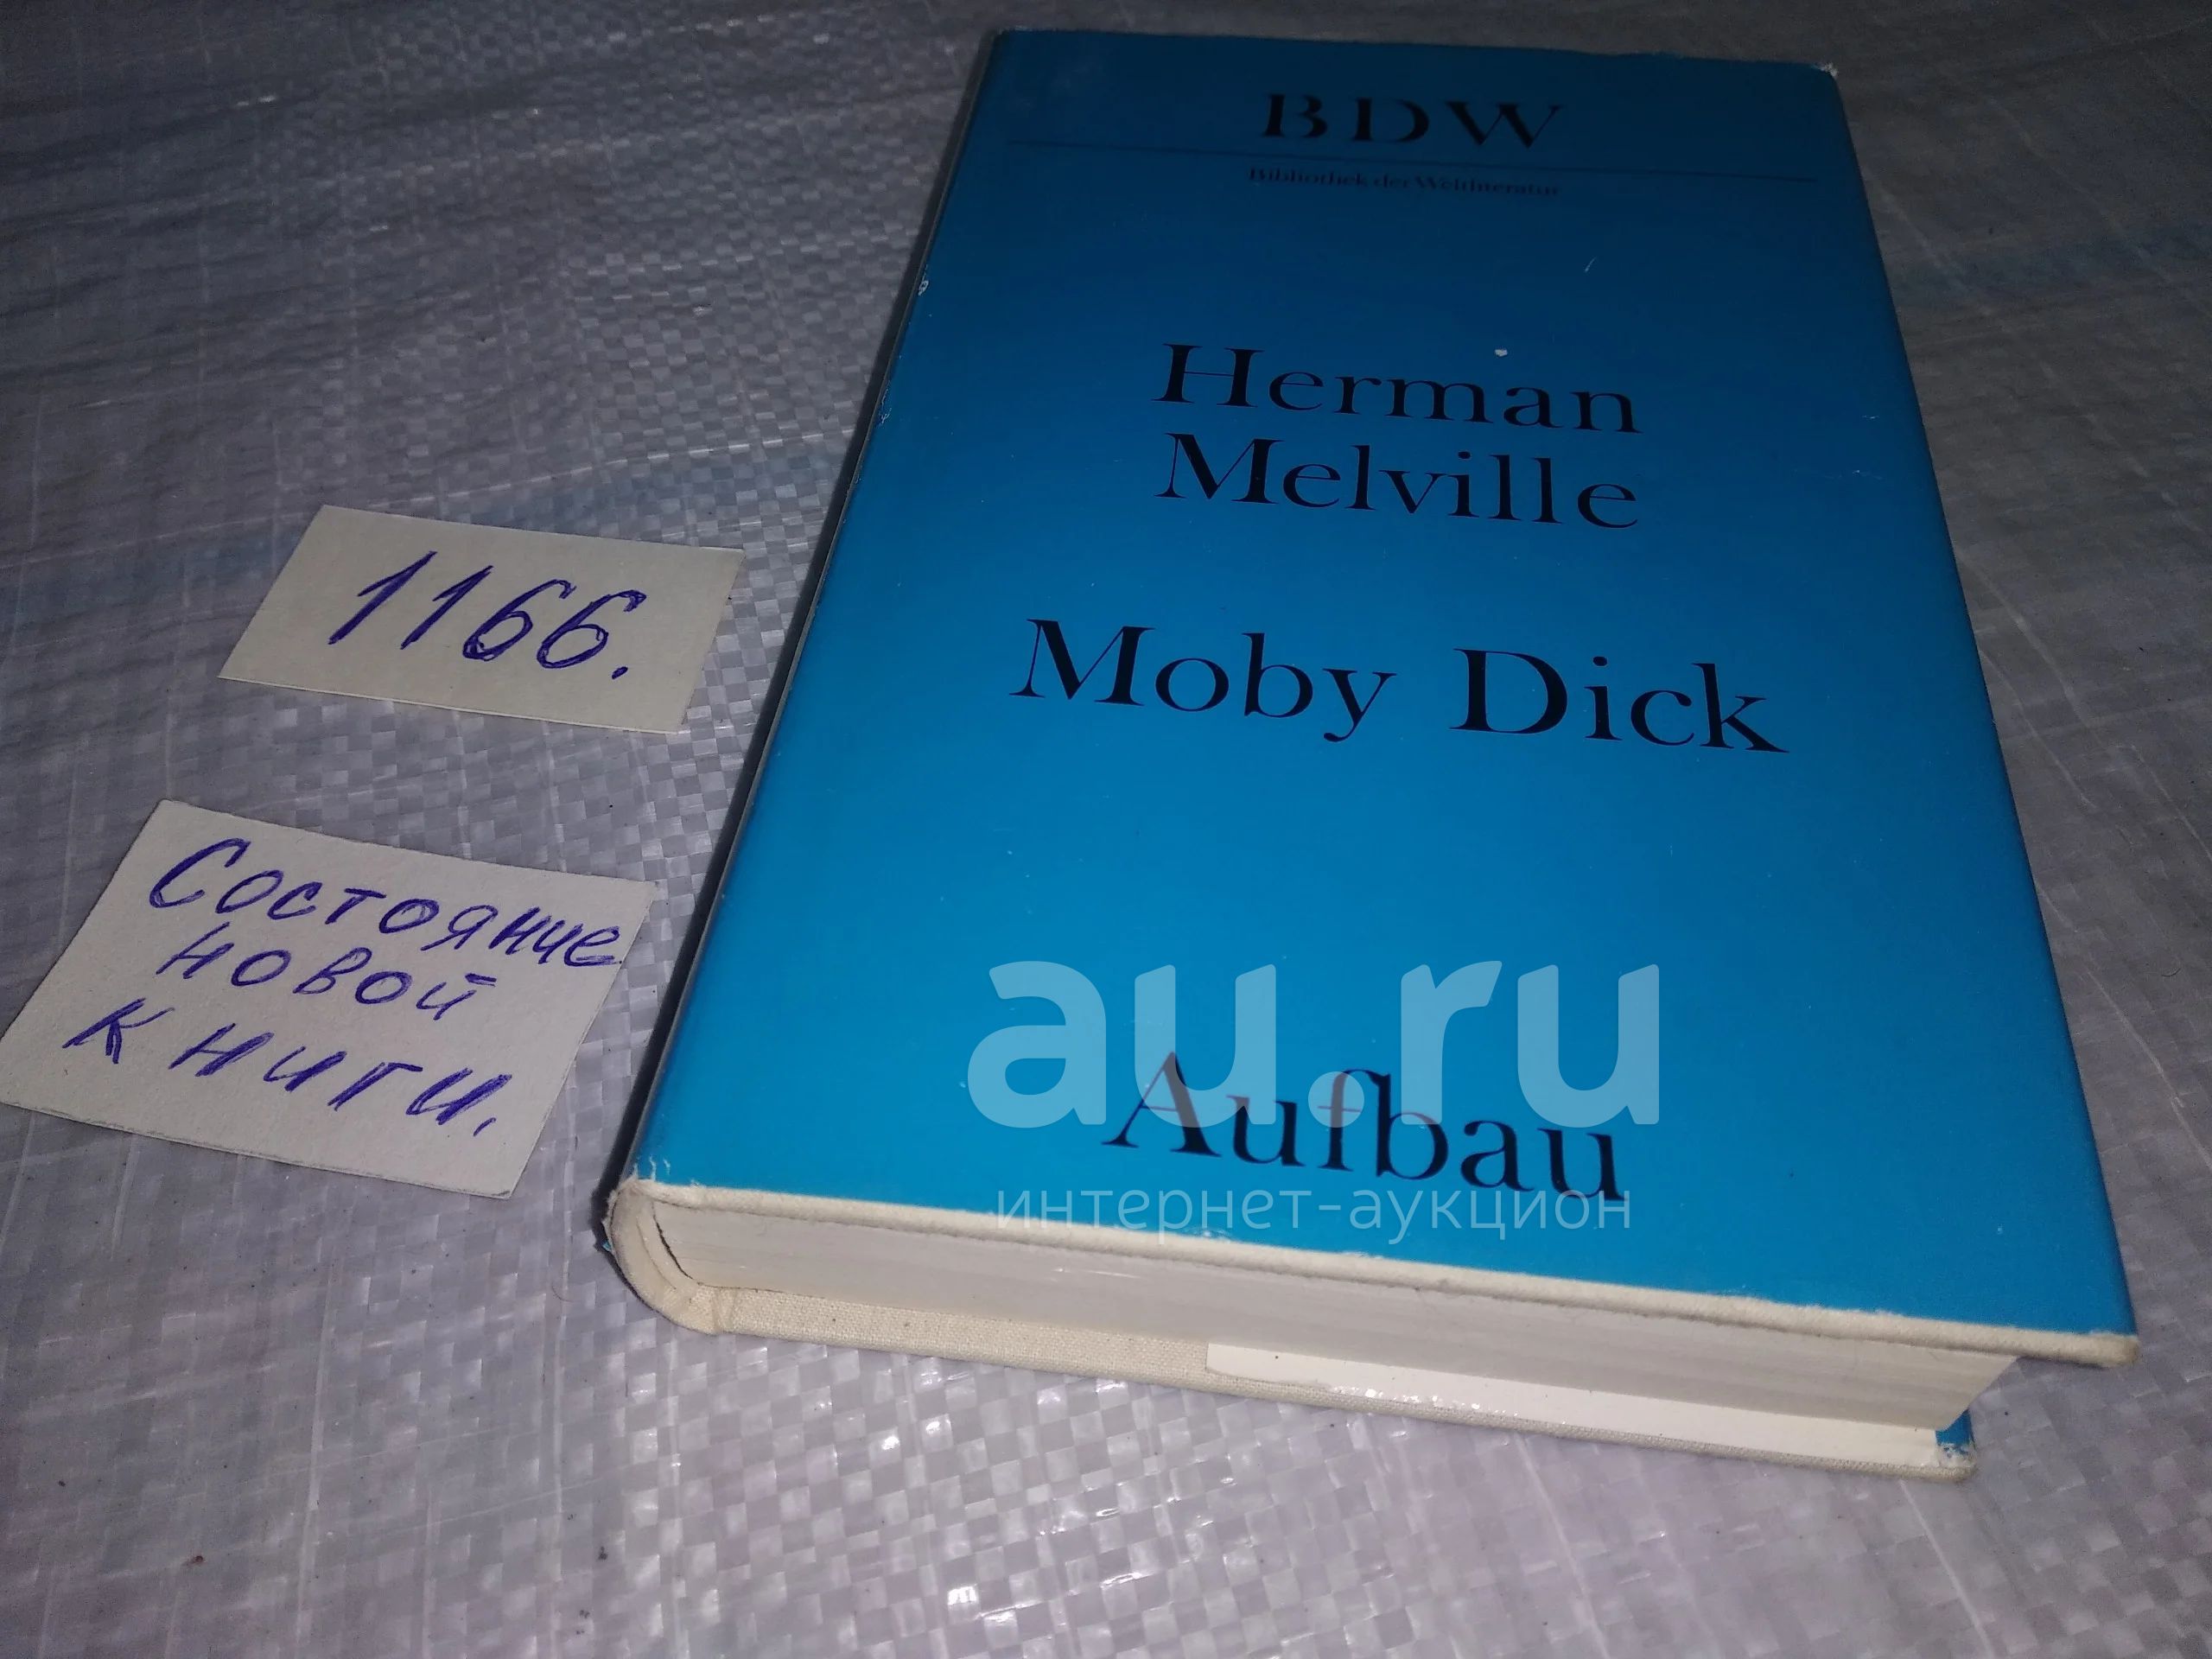 BDW
Bibliothek der Weltliteratur
Herman
Melville
Moby Dick
Aufbau
1166.
Состояние
новой
книги.
au.ru
интернет-аукцион